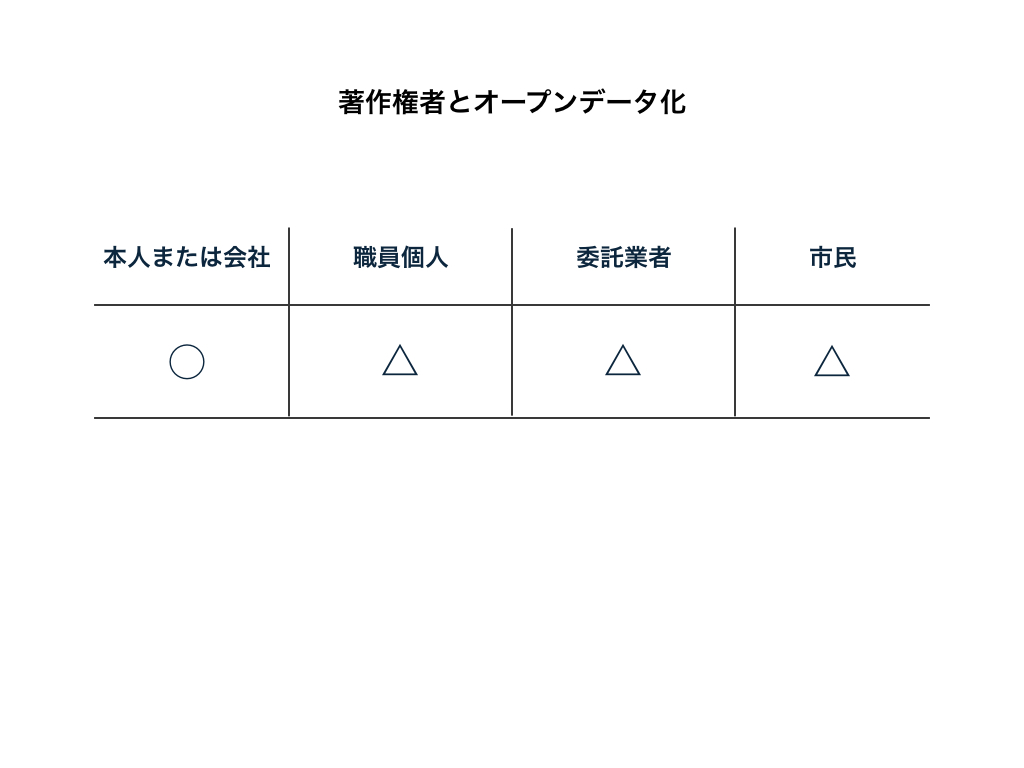 著作権者とオープンデータ化
本人または会社 職員個人 委託業者 市民
○ △ △ △